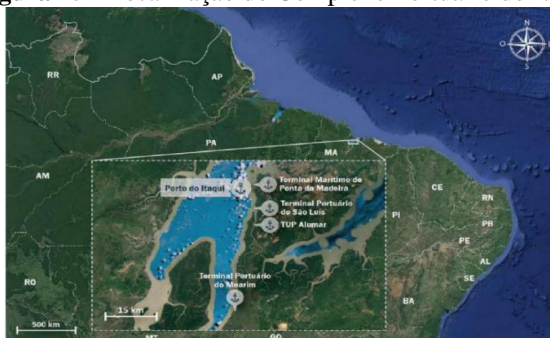 N
O
RR
AP
AM
PA
MA
CE
RN
PI
PB
PE
AL
SE
BA
RO
MT
Porto do Itaqui
Terminal Marítimo de
Ponta da Madeira
Terminal Portuário
de São Luís
TUP Alumar
Terminal Portuário
do Mearim
15 km
500 km